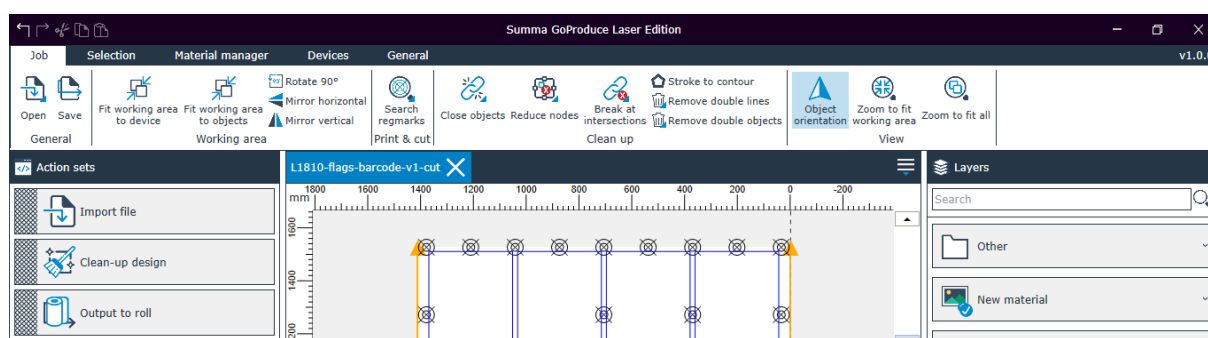 Summa GoProduce Laser Edition
Job Selection Material manager Devices General
v1.0.
Open Save
General
Fit working area to device
Fit working area to objects
Rotate 90°
Mirror horizontal
Mirror vertical
Working area
Search regmarks
Print & cut
Close objects
Reduce nodes
Break at intersections
Stroke to contour
Remove double lines
Remove double objects
Clean up
Object orientation
Zoom to fit working area
Zoom to fit all
View
Action sets
Import file
Clean-up design
Output to roll
L1810-flags-barcode-v1-cut
mm
1800 1600 1400 1200 1000 800 600 400 200 0 -200
1600
1400
200
Layers
Search
Other
New material